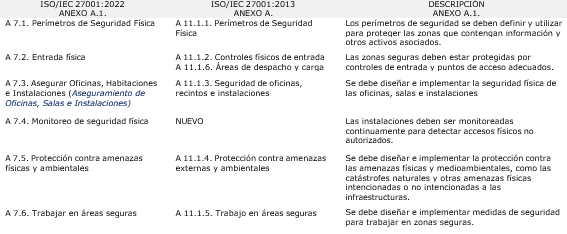 ISO/IEC 27001:2022
ANEXO A.1.
ISO/IEC 27001:2013
ANEXO A.
DESCRIPCIÓN
ANEXO A.1.
A 7.1. Perímetros de Seguridad Física
A 11.1.1. Perímetros de Seguridad
Física
Los perímetros de seguridad se deben definir y utilizar
para proteger las zonas que contengan información y
otros activos asociados.
A 7.2. Entrada física
A 11.1.2. Controles físicos de entrada
A 11.1.6. Áreas de despacho y carga
Las zonas seguras deben estar protegidas por
controles de entrada y puntos de acceso adecuados.
A 7.3. Asegurar Oficinas, Habitaciones
e Instalaciones (Aseguramiento de
Oficinas, Salas e Instalaciones)
A 11.1.3. Seguridad de oficinas,
recintos e instalaciones
Se debe diseñar e implementar la seguridad física de
las oficinas, salas e instalaciones
A 7.4. Monitoreo de seguridad física
NUEVO
Las instalaciones deben ser monitoreadas
continuamente para detectar accesos físicos no
autorizados.
A 7.5. Protección contra amenazas
físicas y ambientales
A 11.1.4. Protección contra amenazas
externas y ambientales
Se debe diseñar e implementar la protección contra
las amenazas físicas y medioambientales, como las
catástrofes naturales y otras amenazas físicas
intencionadas o no intencionadas a las
infraestructuras.
A 7.6. Trabajar en áreas seguras
A 11.1.5. Trabajo en áreas seguras
Se debe diseñar e implementar medidas de seguridad
para trabajar en zonas seguras.